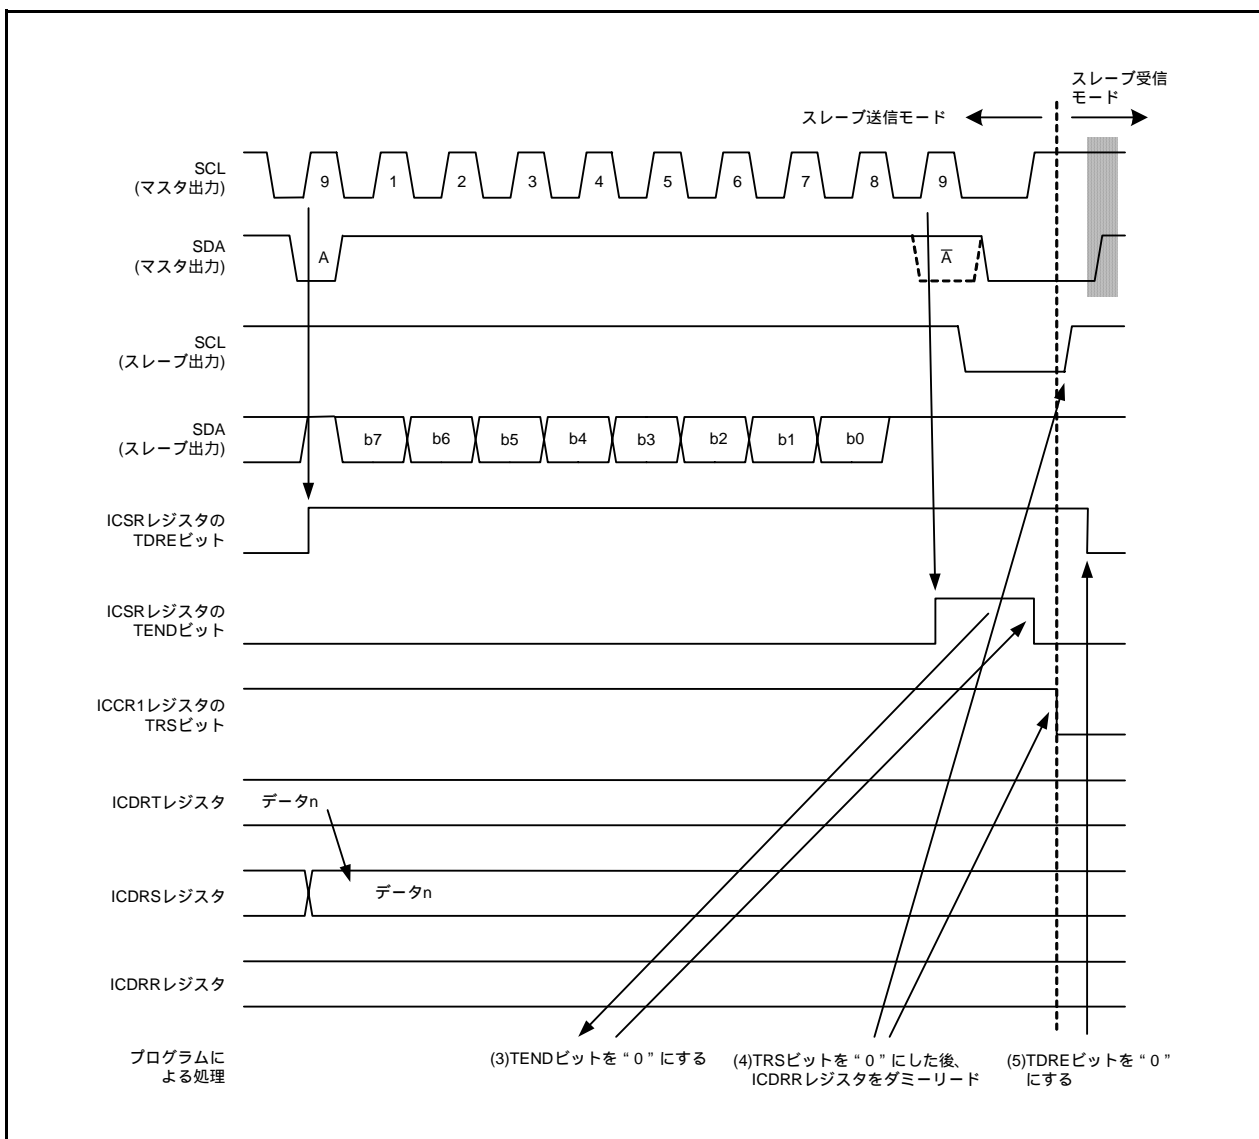 スレーブ受信
モード
スレーブ送信モード
SCL
(マスタ出力)
9 1 2 3 4 5 6 7 8 9
SDA
(マスタ出力)
A A̅
SCL
(スレーブ出力)
SDA
(スレーブ出力)
b7 b6 b5 b4 b3 b2 b1 b0
ICSRレジスタの
TDREビット
ICSRレジスタの
TENDビット
ICCR1レジスタの
TRSビット
ICDRTレジスタ データn
ICDRSレジスタ データn
ICDRRレジスタ
プログラムに
よる処理
(3)TENDビットを“0”にする
(4)TRSビットを“0”にした後、
ICDRRレジスタをダミーリード
(5)TDREビットを“0”
にする